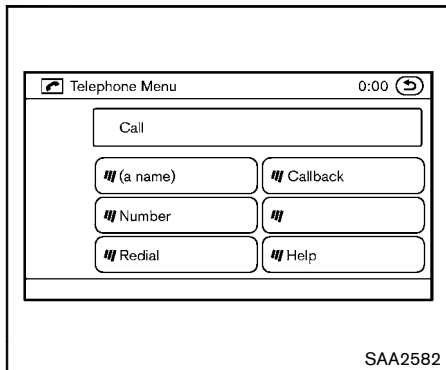 Telephone Menu 0:00
Call
(a name) Callback
Number
Redial Help
SAA2582